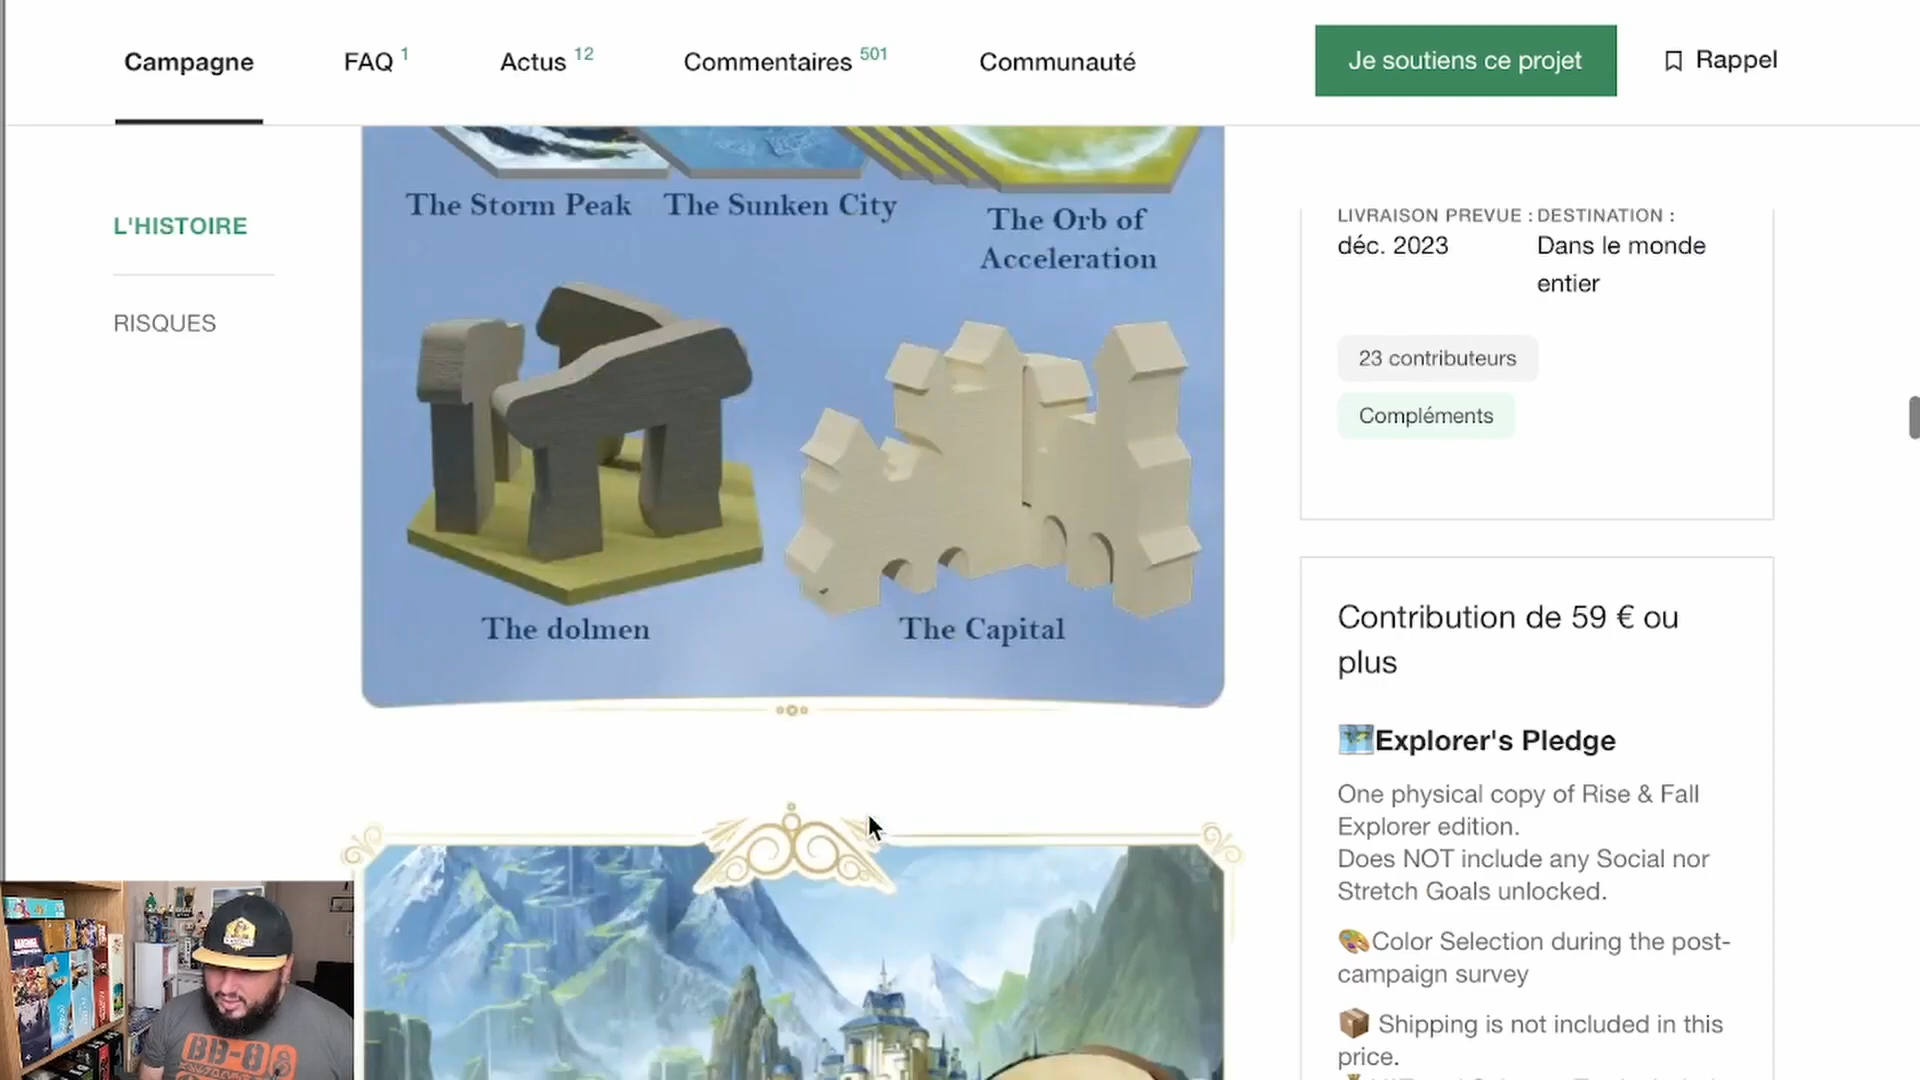 Campagne
FAQ 1
Actus 12
Commentaires 501
Communauté
Je soutiens ce projet
Rappel
L'HISTOIRE
RISQUES
The Storm Peak
The Sunken City
The Orb of
Acceleration
The dolmen
The Capital
LIVRAISON PRÉVUE :
déc. 2023
DESTINATION :
Dans le monde
entier
23 contributeurs
Compléments
Contribution de 59 € ou
plus
Explorer's Pledge
One physical copy of Rise & Fall
Explorer edition.
Does NOT include any Social nor
Stretch Goals unlocked.
Color Selection during the post-
campaign survey
Shipping is not included in this
price.
MARVEL
BB-8